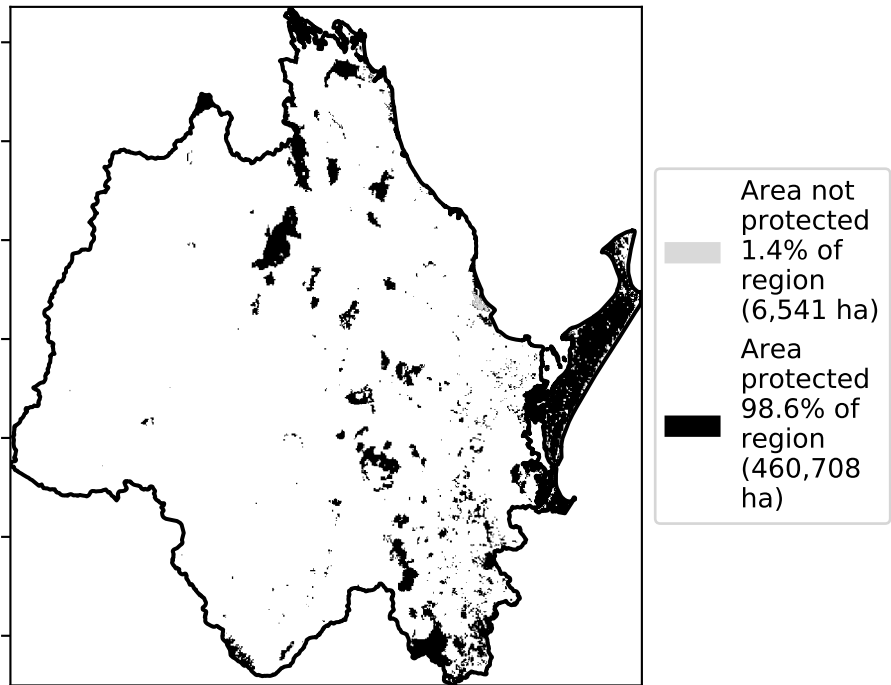 Area not
protected
1.4% of
region
(6,541 ha)
Area
protected
98.6% of
region
(460,708
ha)